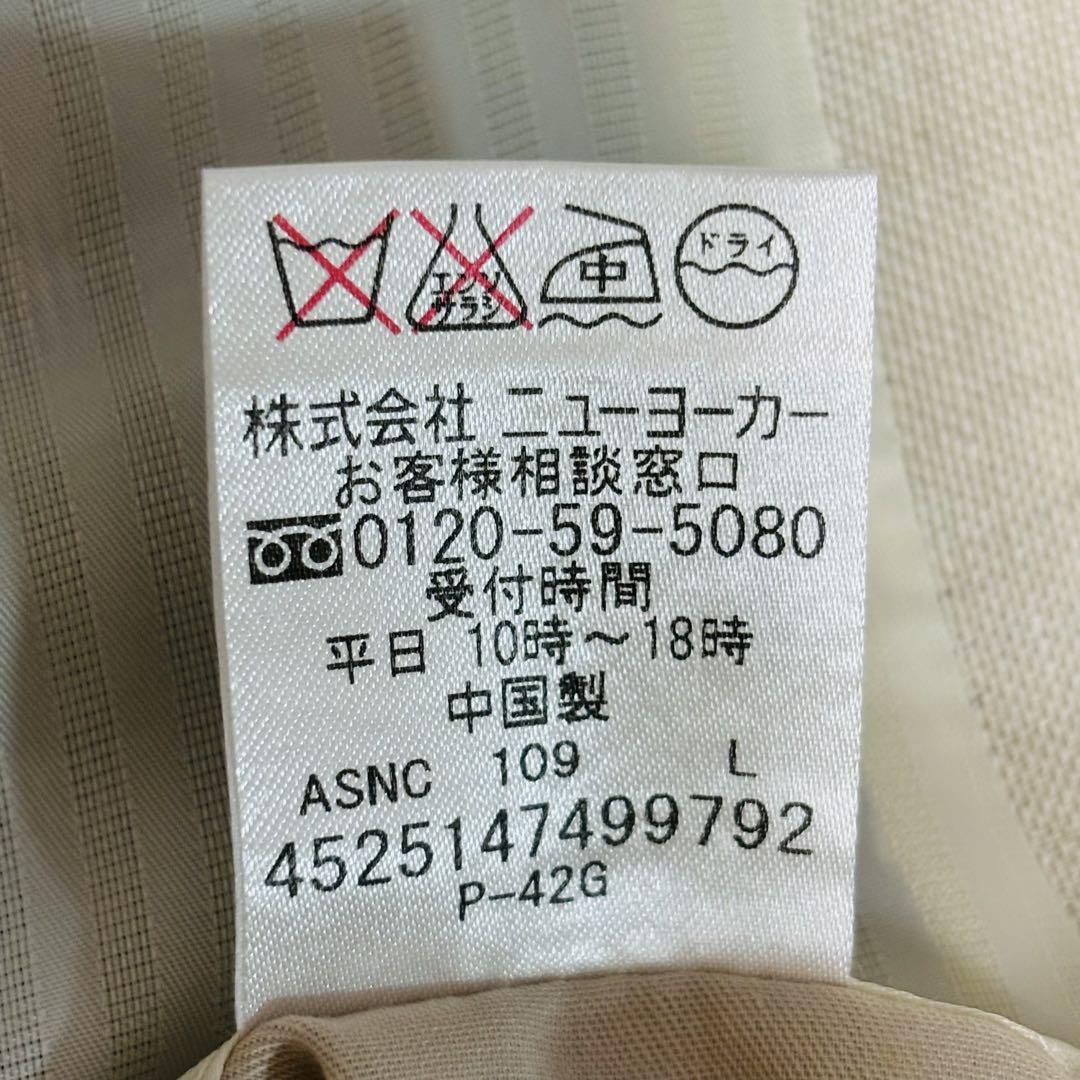 エンソ サラシ 中 ドライ
株式会社 ニューヨーカー
お客様相談窓口
0120-59-5080
受付時間
平日 10時～18時
中国製
ASNC 109 L
4525147499792
P-42G